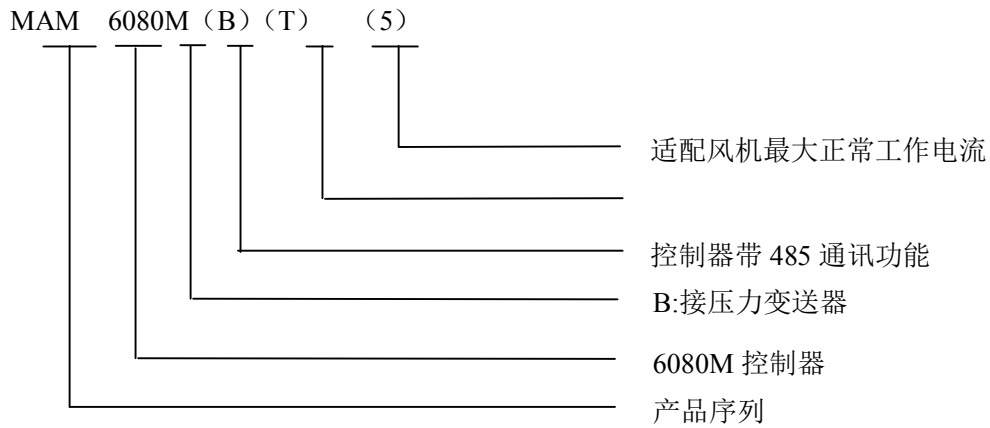 MAM 6080M（B）（T） （5）
适配风机最大正常工作电流
控制器带 485 通讯功能
B:接压力变送器
6080M 控制器
产品序列